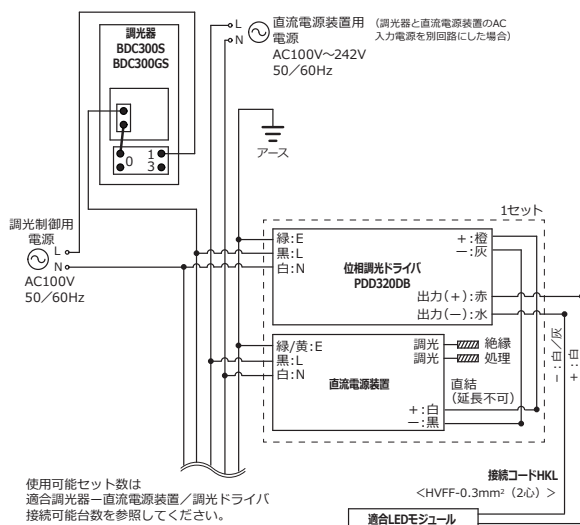 調光器
BDC300S
BDC300GS
0
1
3
L
N
直流電源装置用
電源
AC100V〜242V
50/60Hz
(調光器と直流電源装置のAC
入力電源を別回路にした場合)
アース
調光制御用
電源
L
N
AC100V
50/60Hz
1セット
緑:E
黒:L
白:N
位相調光ドライバ
PDD320DB
+:橙
−:灰
出力(+):赤
出力(−):水
緑/黄:E
黒:L
白:N
直流電源装置
調光
調光
絶縁
処理
直結
(延長不可)
+:白
−:黒
−:白/灰
+:白
使用可能セット数は
適合調光器ー直流電源装置/調光ドライバ
接続可能台数を参照してください。
接続コードHKL
<HVFF-0.3mm²(2心)>
適合LEDモジュール